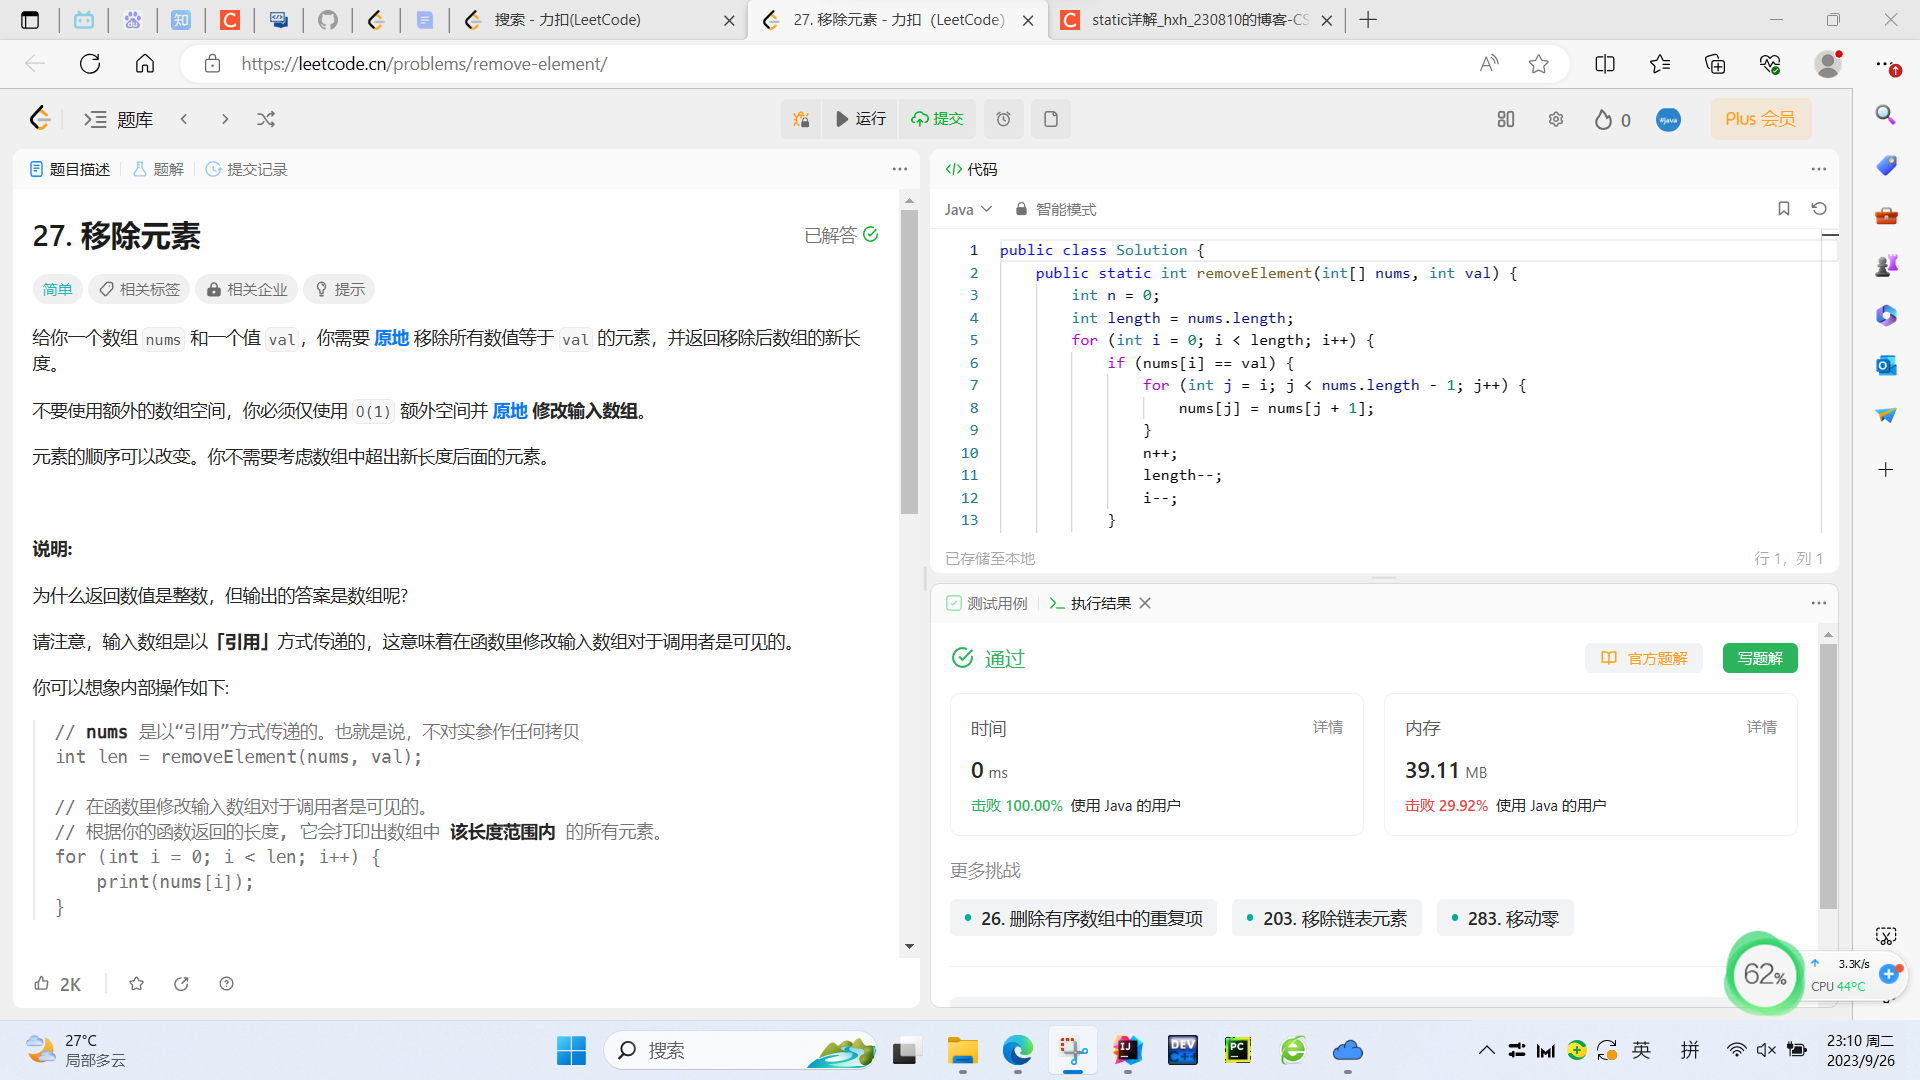 搜索 - 力扣(LeetCode)
27. 移除元素 - 力扣（LeetCode）
static详解_hxh_230810的博客-CS
https://leetcode.cn/problems/remove-element/
题库
运行
提交
0
Plus 会员
题目描述
题解
提交记录
27. 移除元素
已解答
简单
相关标签
相关企业
提示
给你一个数组 nums 和一个值 val，你需要 原地 移除所有数值等于 val 的元素，并返回移除后数组的新长
度。
不要使用额外的数组空间，你必须仅使用 O(1) 额外空间并 原地 修改输入数组。
元素的顺序可以改变。你不需要考虑数组中超出新长度后面的元素。
说明:
为什么返回数值是整数，但输出的答案是数组呢?
请注意，输入数组是以「引用」方式传递的，这意味着在函数里修改输入数组对于调用者是可见的。
你可以想象内部操作如下:
// nums 是以“引用”方式传递的。也就是说，不对实参作任何拷贝
int len = removeElement(nums, val);
// 在函数里修改输入数组对于调用者是可见的。
// 根据你的函数返回的长度, 它会打印出数组中 该长度范围内 的所有元素。
for (int i = 0; i < len; i++) {
    print(nums[i]);
}
2K
代码
Java
智能模式
1 public class Solution {
2     public static int removeElement(int[] nums, int val) {
3         int n = 0;
4         int length = nums.length;
5         for (int i = 0; i < length; i++) {
6             if (nums[i] == val) {
7                 for (int j = i; j < nums.length - 1; j++) {
8                     nums[j] = nums[j + 1];
9                 }
10                 n++;
11                 length--;
12                 i--;
13             }
已存储至本地
行 1，列 1
测试用例
执行结果
通过
官方题解
写题解
时间
详情
0 ms
击败 100.00% 使用 Java 的用户
内存
详情
39.11 MB
击败 29.92% 使用 Java 的用户
更多挑战
26. 删除有序数组中的重复项
203. 移除链表元素
283. 移动零
62%
3.3K/s
CPU 44°C
27°C
局部多云
搜索
英
拼
23:10 周二
2023/9/26